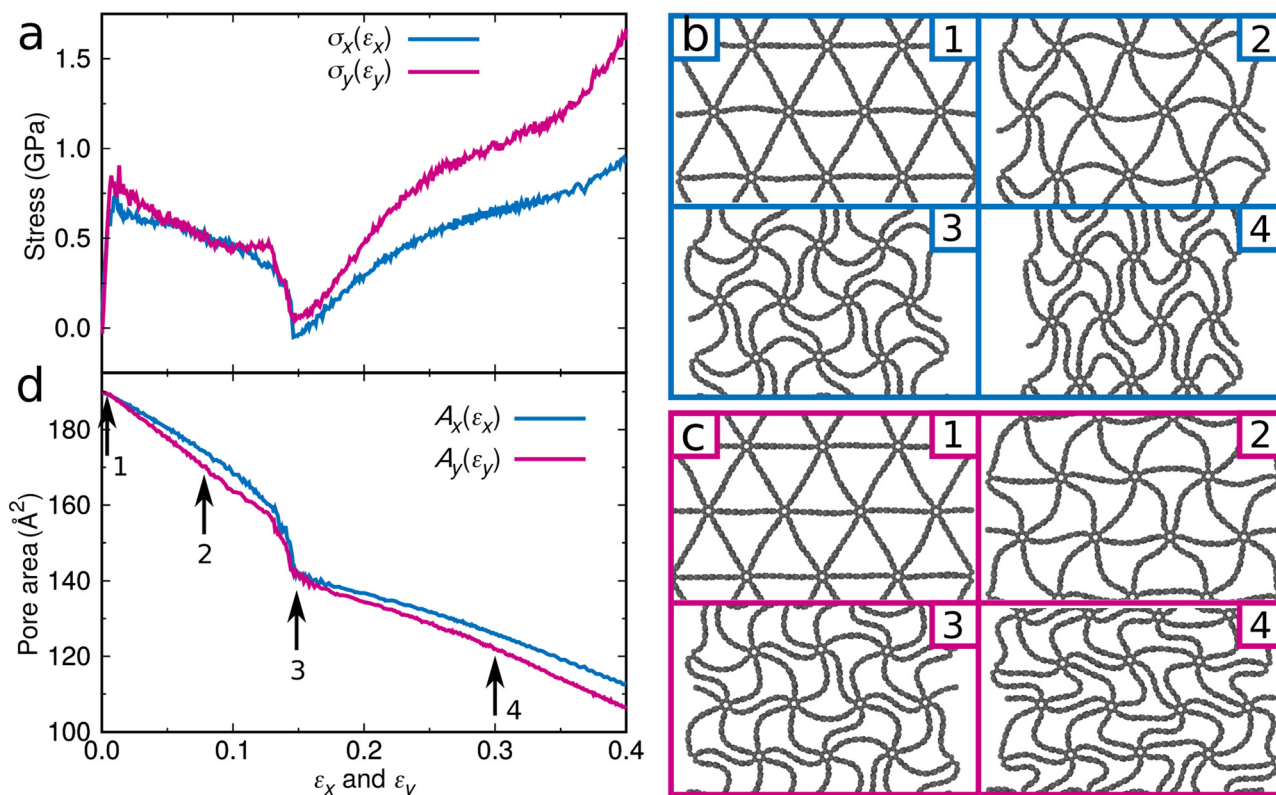 a
1.5
1.0
0.5
0.0
Stress (GPa)
σx(εx)
σy(εy)
d
180
160
140
120
100
Pore area (Å²)
Ax(εx)
Ay(εy)
1
2
3
4
0.0 0.1 0.2 0.3 0.4
εx and εy
b
1
2
3
4
c
1
2
3
4